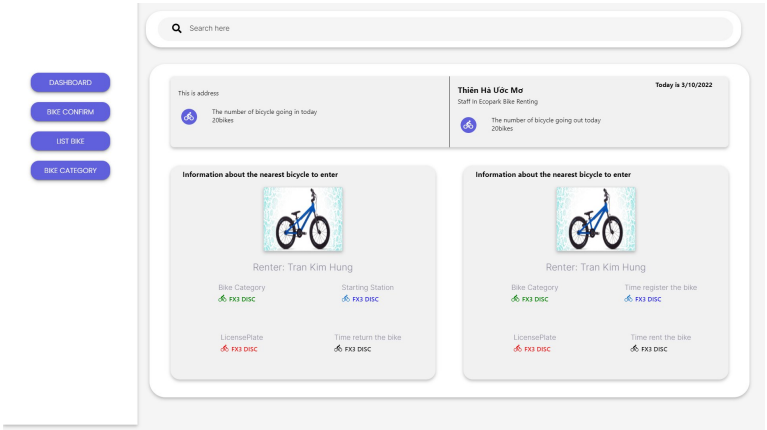 Search here
DASHBOARD
BIKE CONFIRM
LIST BIKE
BIKE CATEGORY
This is address
The number of bicycle going in today
20bikes
Thiên Hà Ước Mơ
Today is 3/10/2022
Staff In Ecopark Bike Renting
The number of bicycle going out today
20bikes
Information about the nearest bicycle to enter
Renter: Tran Kim Hung
Bike Category
Starting Station
FX3 DISC
FX3 DISC
LicensePlate
Time return the bike
FX3 DISC
FX3 DISC
Information about the nearest bicycle to enter
Renter: Tran Kim Hung
Bike Category
Time register the bike
FX3 DISC
FX3 DISC
LicensePlate
Time rent the bike
FX3 DISC
FX3 DISC